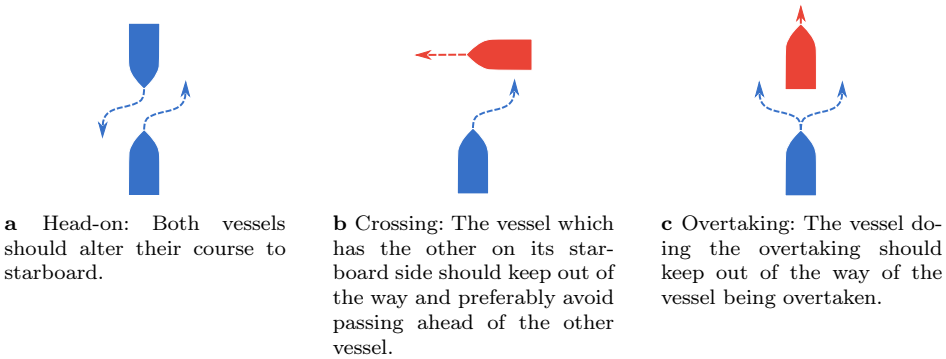 a Head-on: Both vessels
should alter their course to
starboard.
b Crossing: The vessel which
has the other on its star-
board side should keep out of
the way and preferably avoid
passing ahead of the other
vessel.
c Overtaking: The vessel do-
ing the overtaking should
keep out of the way of the
vessel being overtaken.